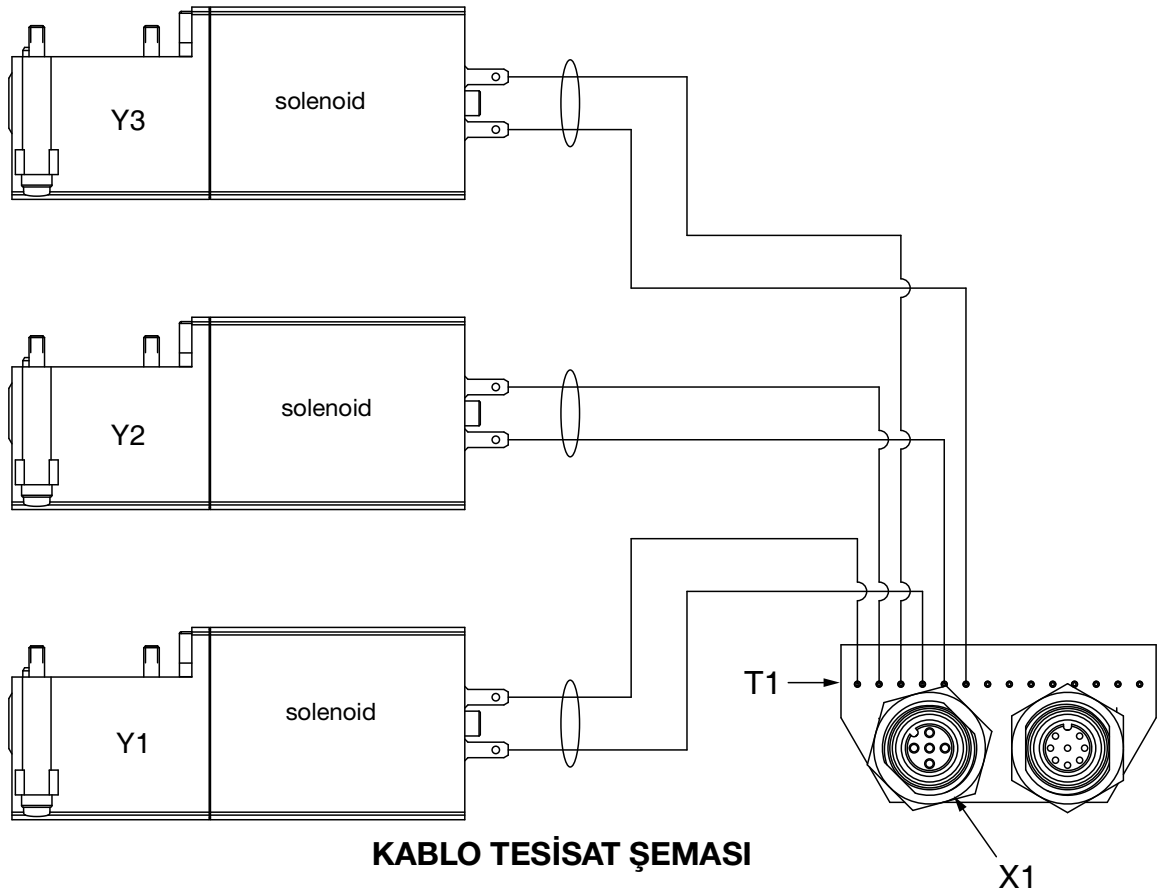 solenoid
Y3
solenoid
Y2
solenoid
Y1
T1
KABLO TESİSAT ŞEMASI
X1